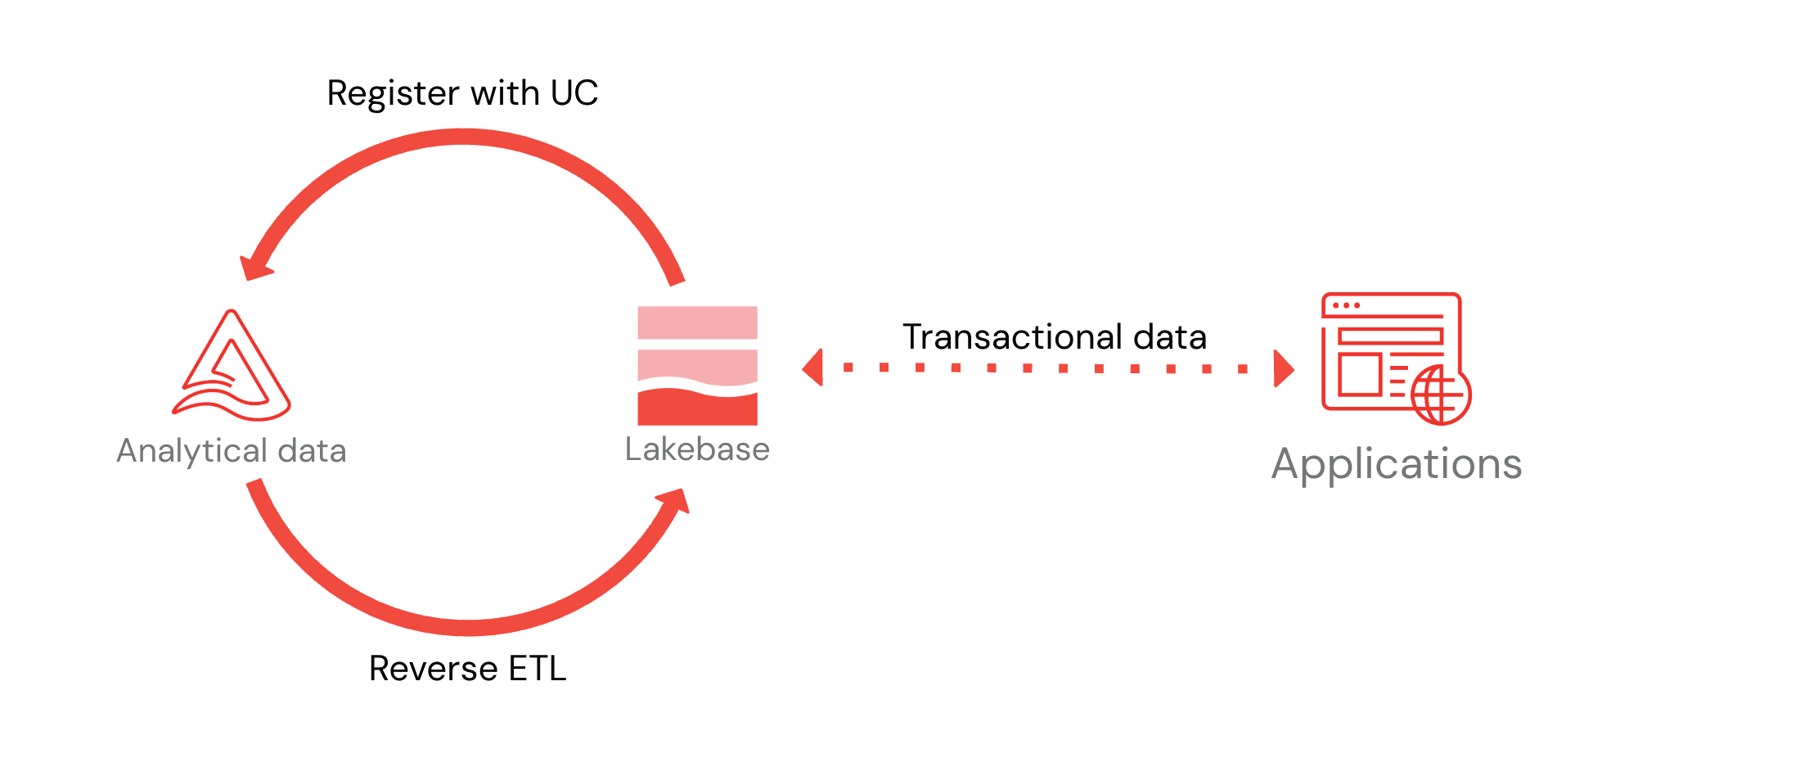 Register with UC
Transactional data
Analytical data
Lakebase
Applications
Reverse ETL